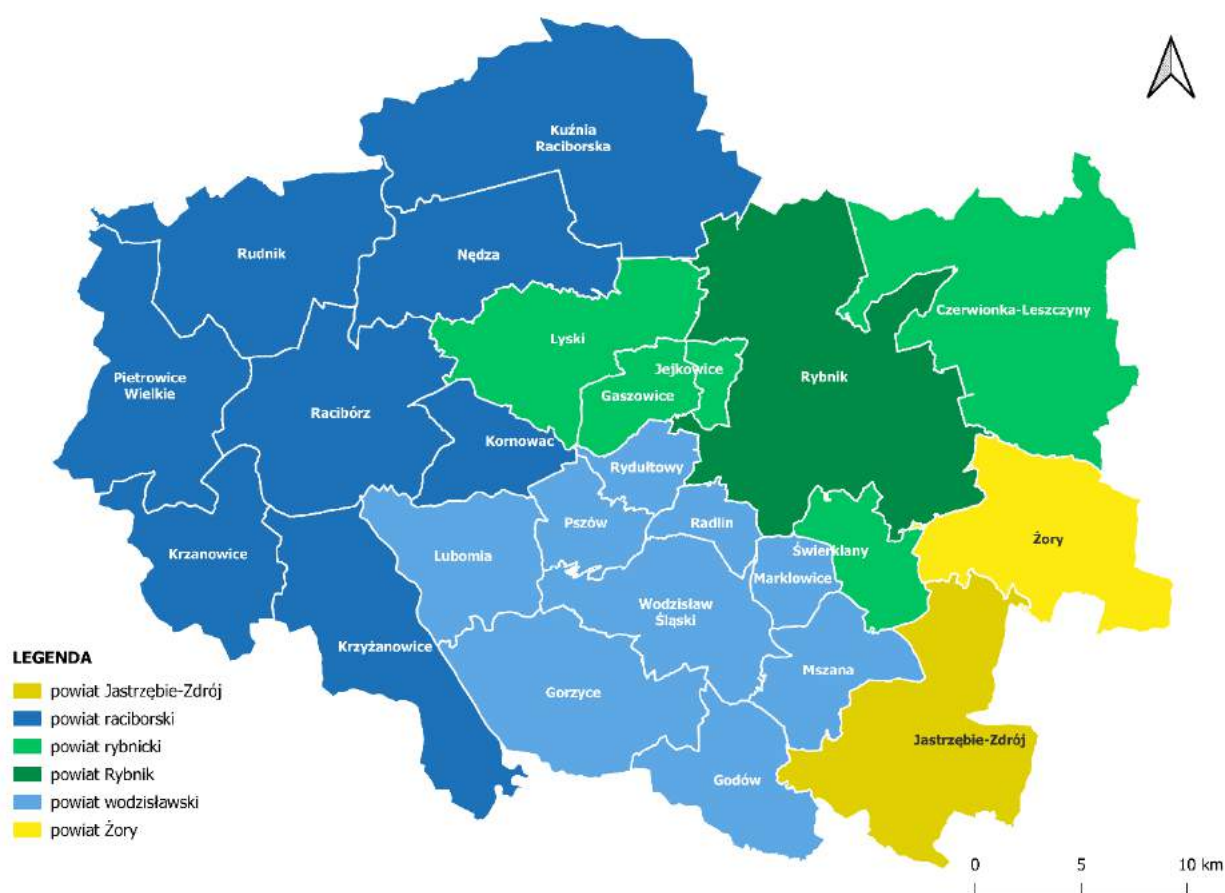 Kuźnia
Raciborska
Rudnik
Nędza
Czerwionka-Leszczyny
Lyski
Jejkowice
Pietrowice
Wielkie
Rybnik
Gaszowice
Racibórz
Kornowac
Rydułtowy
Pszów
Radlin
Żory
Krzanowice
Lubomia
Świerklany
Marklowice
Wodzisław
Śląski
Krzyżanowice
Mszana
Gorzyce
Jastrzębie-Zdrój
Godów
LEGENDA
powiat Jastrzębie-Zdrój
powiat raciborski
powiat rybnicki
powiat Rybnik
powiat wodzisławski
powiat Żory
0 5 10 km